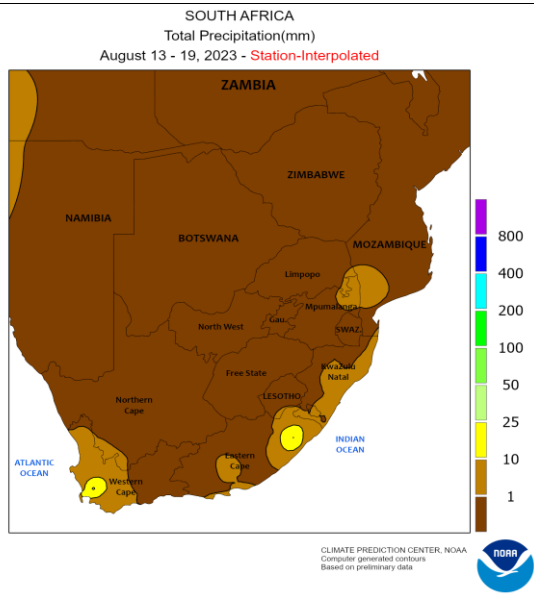 SOUTH AFRICA
Total Precipitation(mm)
August 13 - 19, 2023 - Station-Interpolated
ZAMBIA
ZIMBABWE
NAMIBIA
BOTSWANA
MOZAMBIQUE
Limpopo
Mpumalanga
Gau.
North West
SWAZ.
Free State
Kwazulu
Natal
LESOTHO
Northern
Cape
INDIAN
OCEAN
Eastern
Cape
ATLANTIC
OCEAN
Western
Cape
800
400
200
100
50
25
10
1
CLIMATE PREDICTION CENTER, NOAA
Computer generated contours
Based on preliminary data
NOAA